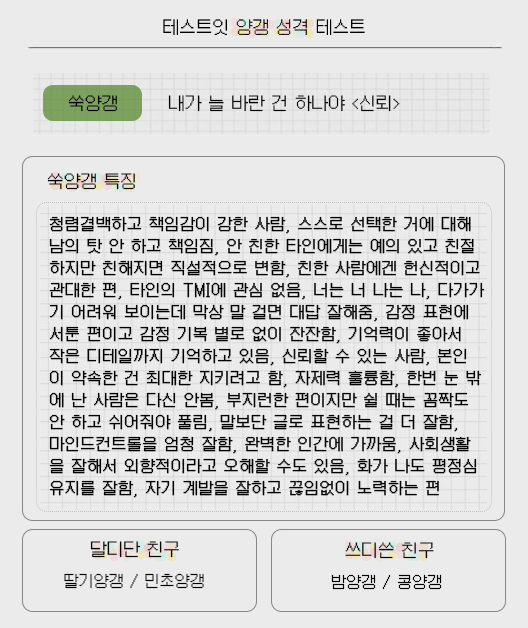 테스트잇 양갱 성격 테스트
쑥양갱 내가 늘 바란 건 하나야 <신뢰>
쑥양갱 특징
청렴결백하고 책임감이 강한 사람, 스스로 선택한 거에 대해
남의 탓 안 하고 책임짐, 안 친한 타인에게는 예의 있고 친절
하지만 친해지면 직설적으로 변함, 친한 사람에겐 헌신적이고
관대한 편, 타인의 TMI에 관심 없음, 너는 너 나는 나, 다가가
기 어려워 보이는데 막상 말 걸면 대답 잘해줌, 감정 표현에
서툰 편이고 감정 기복 별로 없이 잔잔함, 기억력이 좋아서
작은 디테일까지 기억하고 있음, 신뢰할 수 있는 사람, 본인
이 약속한 건 최대한 지키려고 함, 자제력 훌륭함, 한번 눈 밖
에 난 사람은 다신 안봄, 부지런한 편이지만 쉴 때는 꼼짝도
안 하고 쉬어줘야 풀림, 말보단 글로 표현하는 걸 더 잘함,
마인드컨트롤을 엄청 잘함, 완벽한 인간에 가까움, 사회생활
을 잘해서 외향적이라고 오해할 수도 있음, 화가 나도 평정심
유지를 잘함, 자기 계발을 잘하고 끊임없이 노력하는 편
달디단 친구
딸기양갱 / 민초양갱
쓰디쓴 친구
밤양갱 / 콩양갱